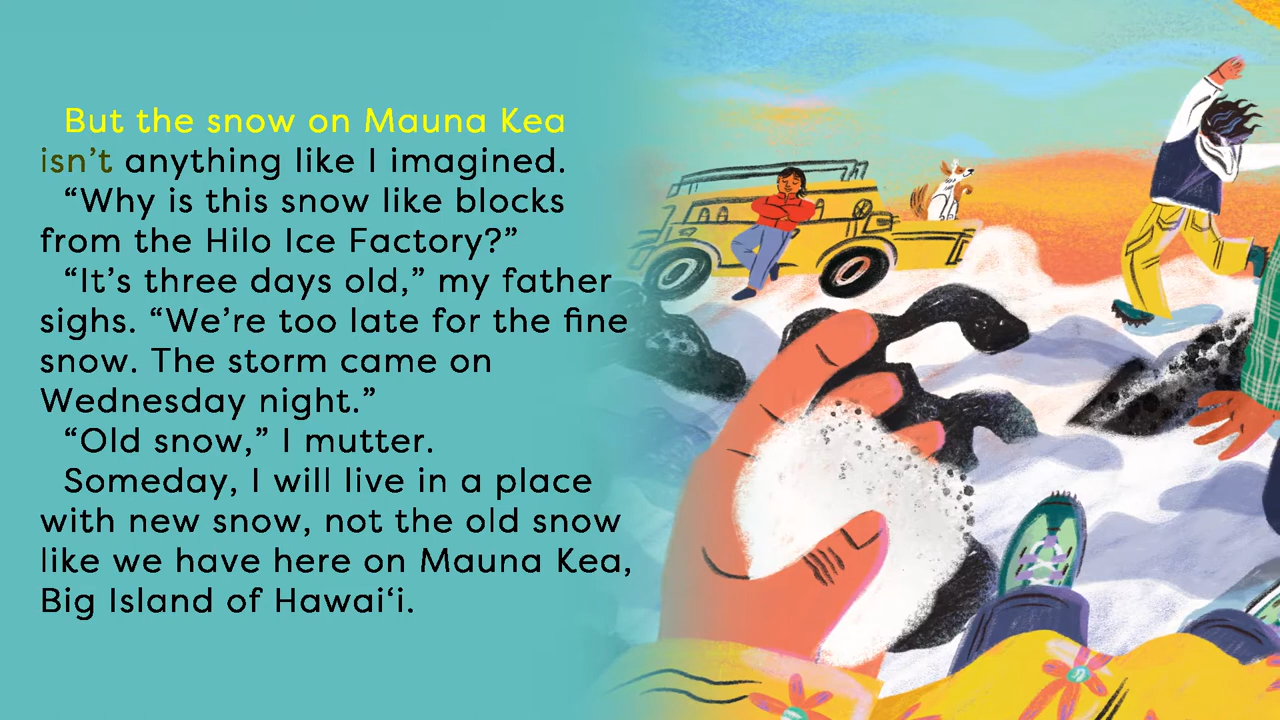 But the snow on Mauna Kea
isn’t anything like I imagined.
“Why is this snow like blocks
from the Hilo Ice Factory?”
“It’s three days old,” my father
sighs. “We’re too late for the fine
snow. The storm came on
Wednesday night.”
“Old snow,” I mutter.
Someday, I will live in a place
with new snow, not the old snow
like we have here on Mauna Kea,
Big Island of Hawai‘i.